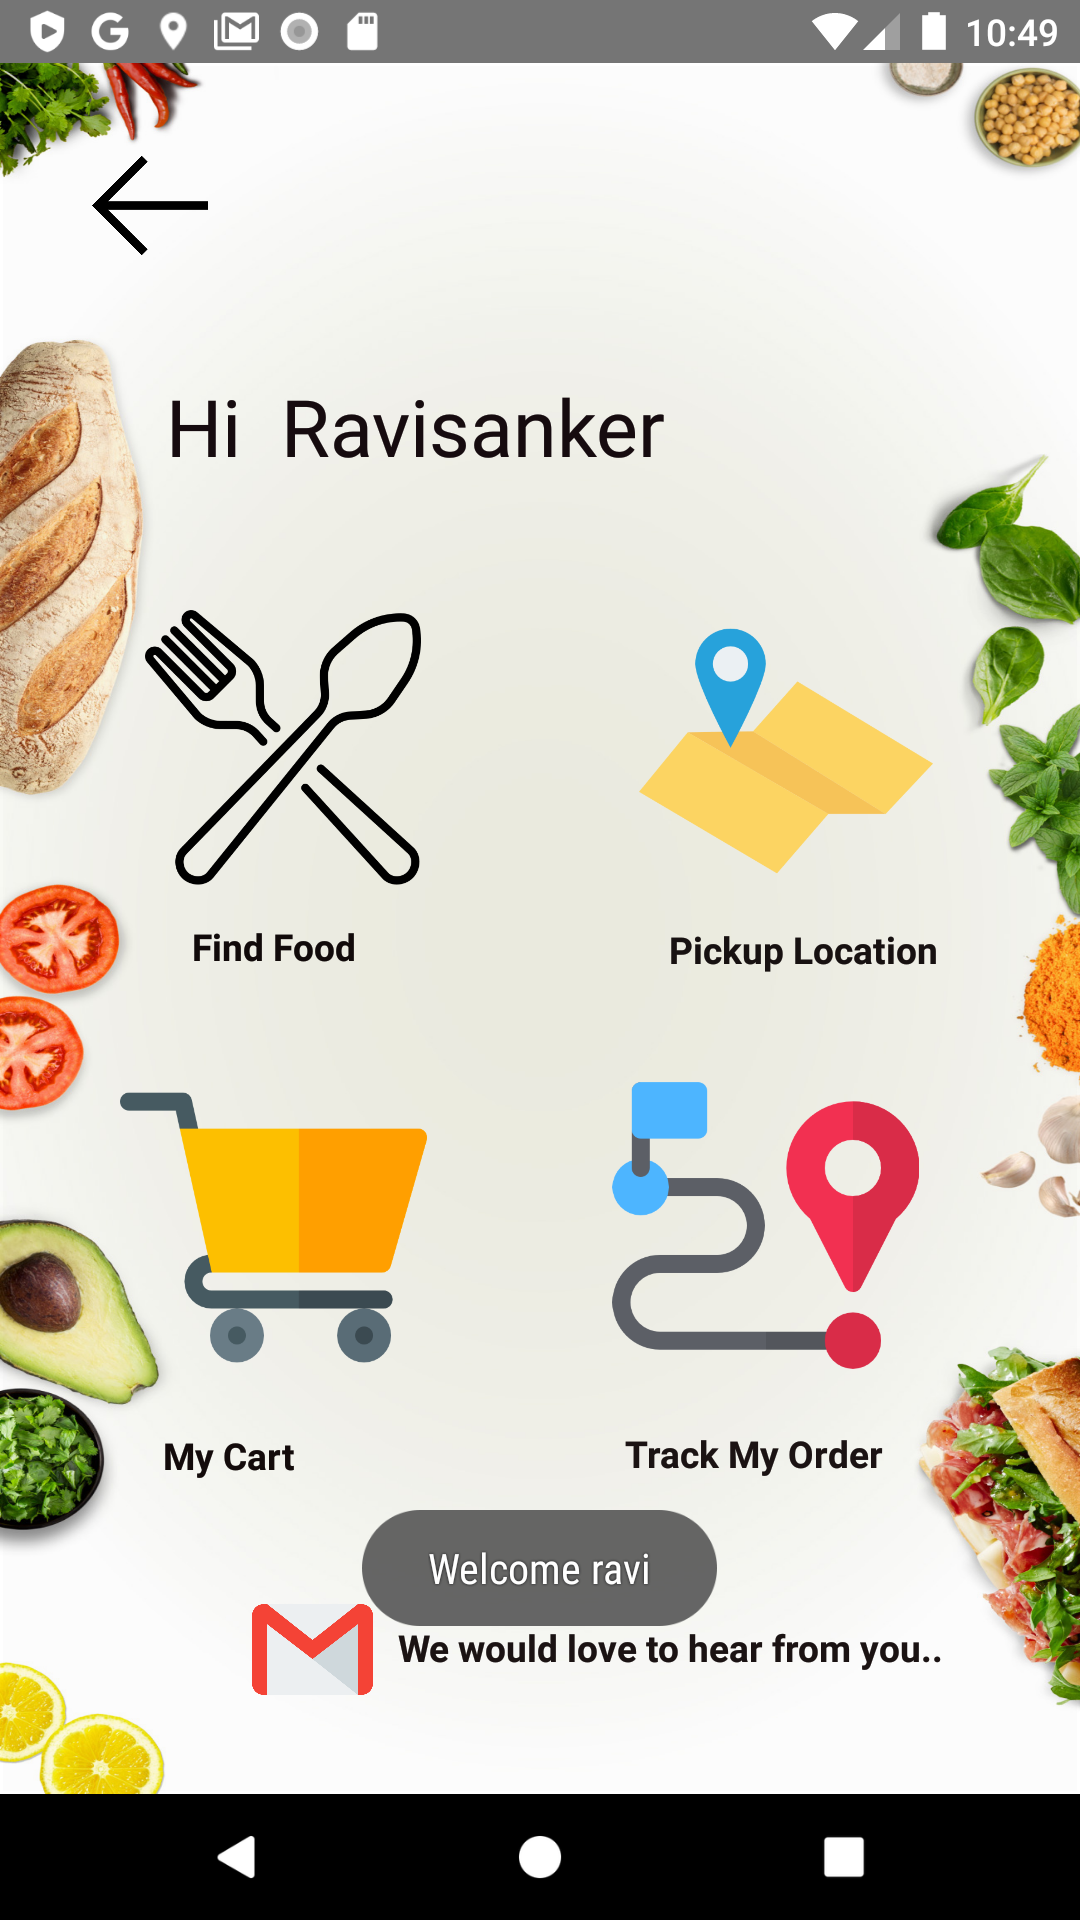 10:49
Hi  Ravisanker
Find Food
Pickup Location
My Cart
Track My Order
Welcome ravi
We would love to hear from you..